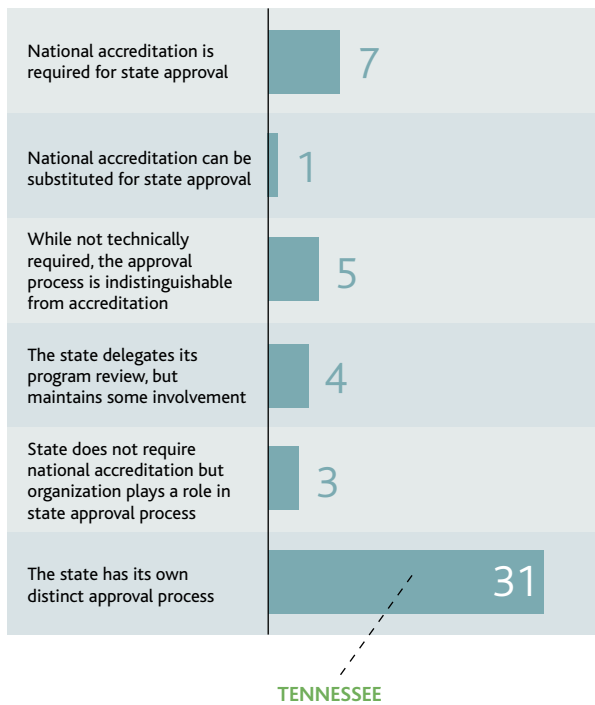 National accreditation is
required for state approval
7
National accreditation can be
substituted for state approval
1
While not technically
required, the approval
process is indistinguishable
from accreditation
5
The state delegates its
program review, but
maintains some involvement
4
State does not require
national accreditation but
organization plays a role in
state approval process
3
The state has its own
distinct approval process
31
TENNESSEE